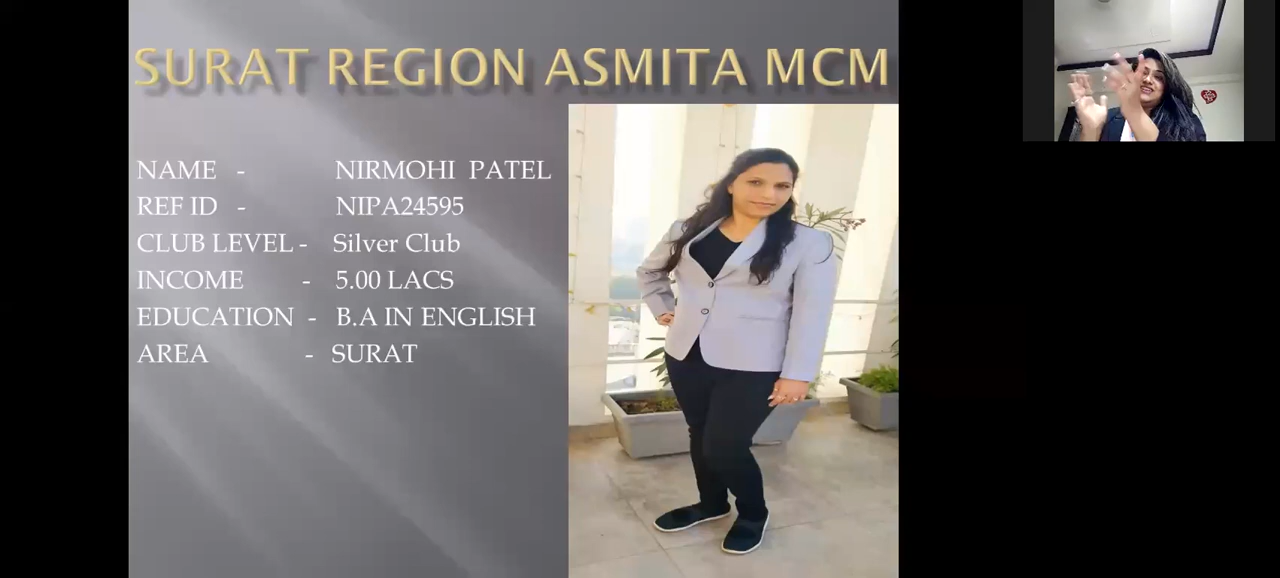 SURAT REGION ASMITA MCM
NAME - NIRMOHI PATEL
REF ID - NIPA24595
CLUB LEVEL - Silver Club
INCOME - 5.00 LACS
EDUCATION - B.A IN ENGLISH
AREA - SURAT